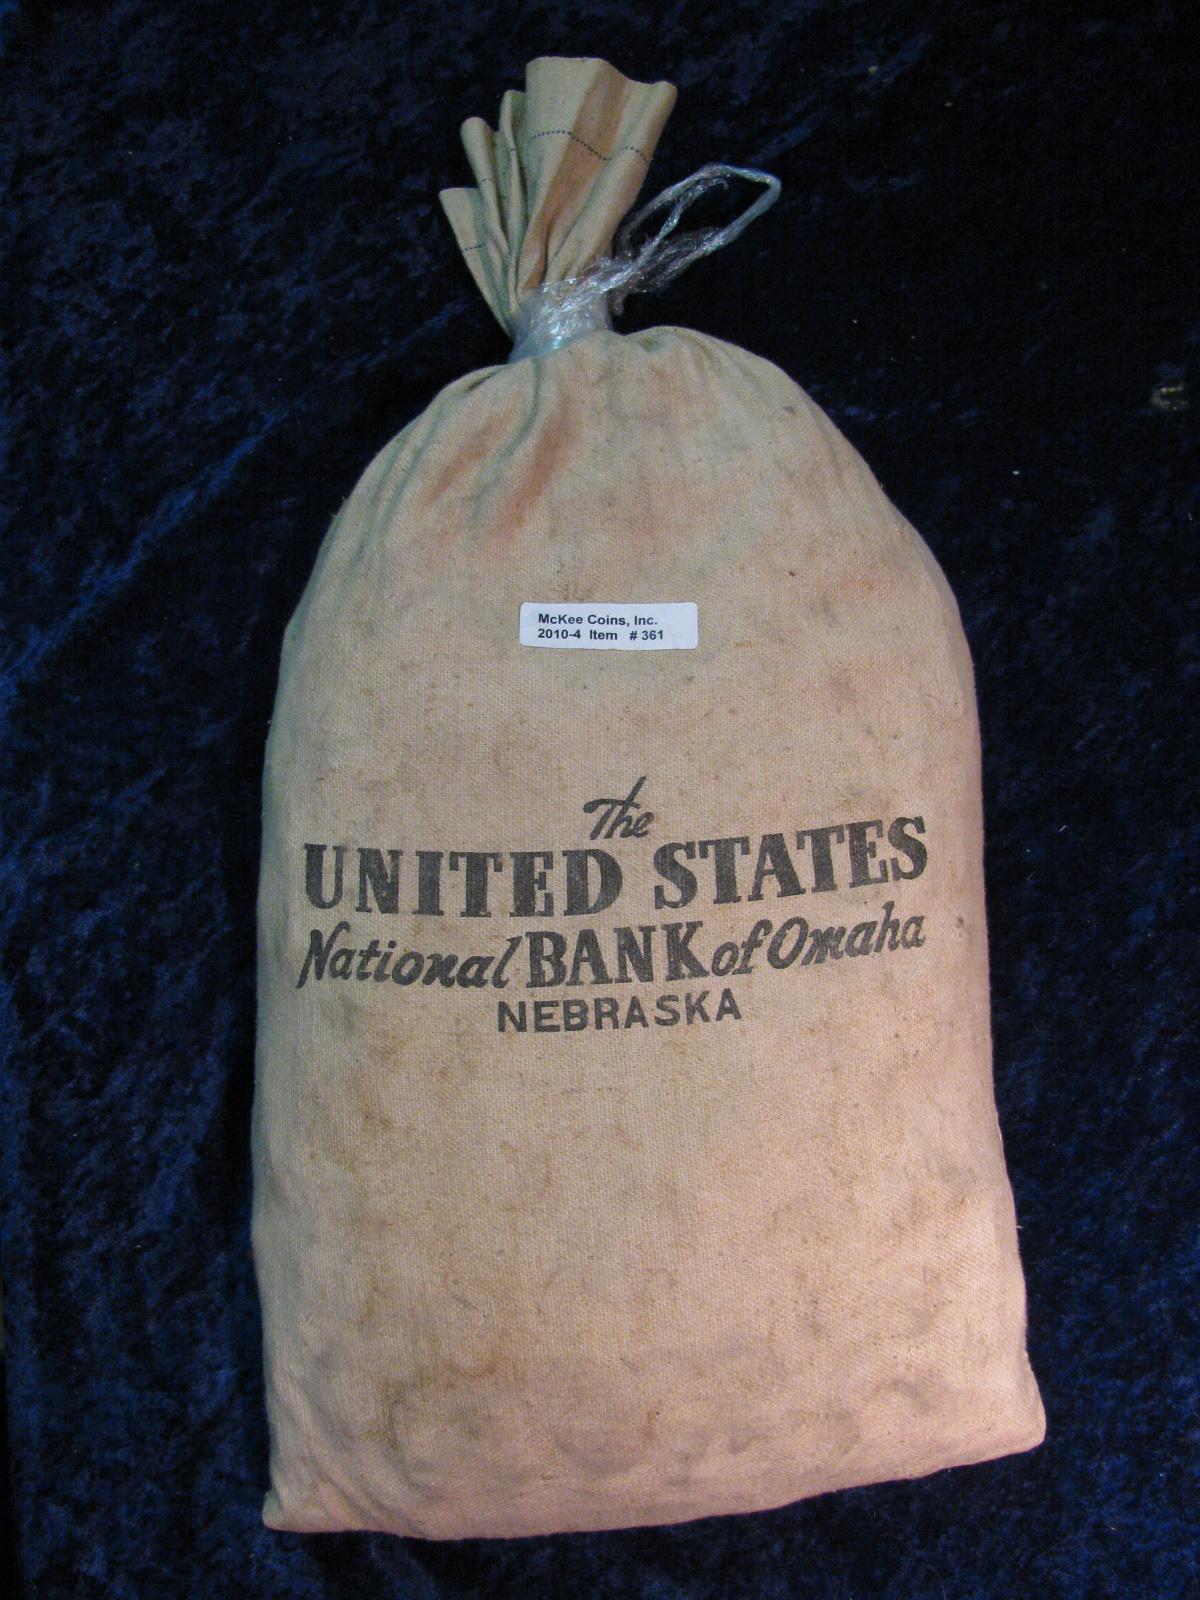 McKee Coins, Inc.
2010-4 Item # 361
The
UNITED STATES
National BANK of Omaha
NEBRASKA